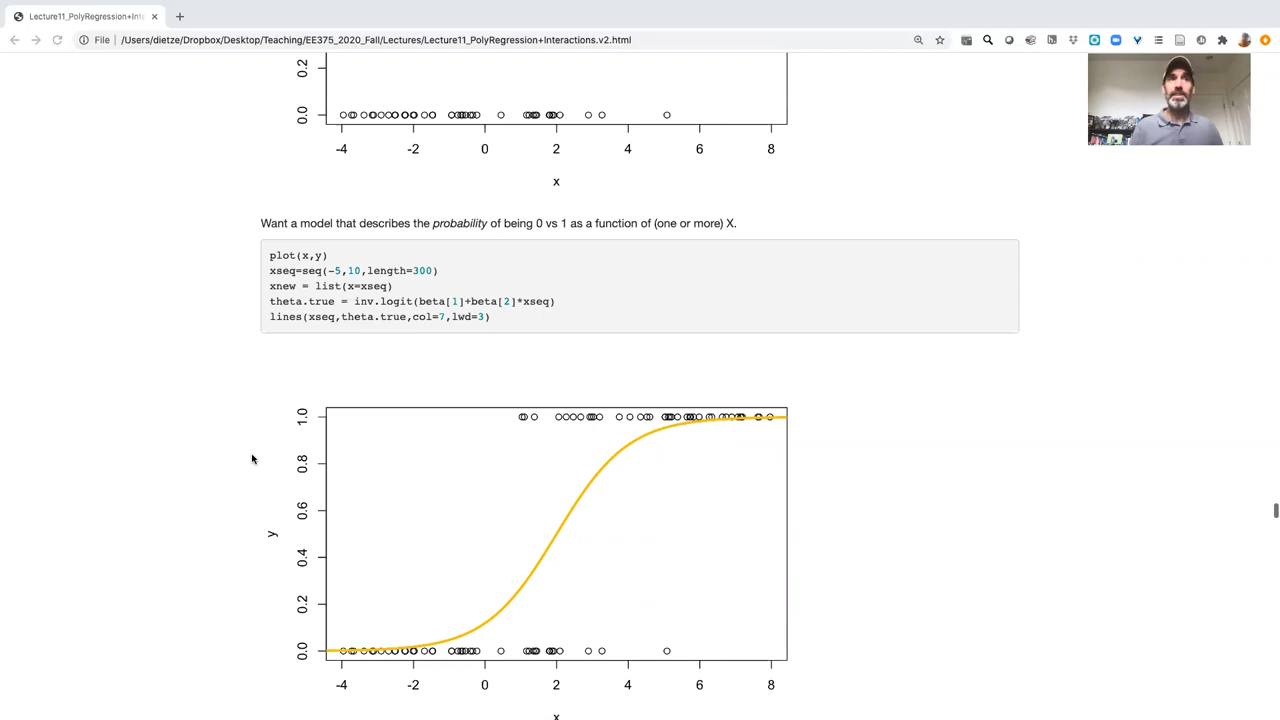 Lecture11_PolyRegression+Inte
File
/Users/dietze/Dropbox/Desktop/Teaching/EE375_2020_Fall/Lectures/Lecture11_PolyRegression+Interactions.v2.html
0.2
0.0
-4 -2 0 2 4 6 8
x
Want a model that describes the probability of being 0 vs 1 as a function of (one or more) X.
plot(x,y)
xseq=seq(-5,10,length=300)
xnew = list(x=xseq)
theta.true = inv.logit(beta[1]+beta[2]*xseq)
lines(xseq,theta.true,col=7,lwd=3)
1.0
0.8
0.6
y
0.4
0.2
0.0
-4 -2 0 2 4 6 8
x